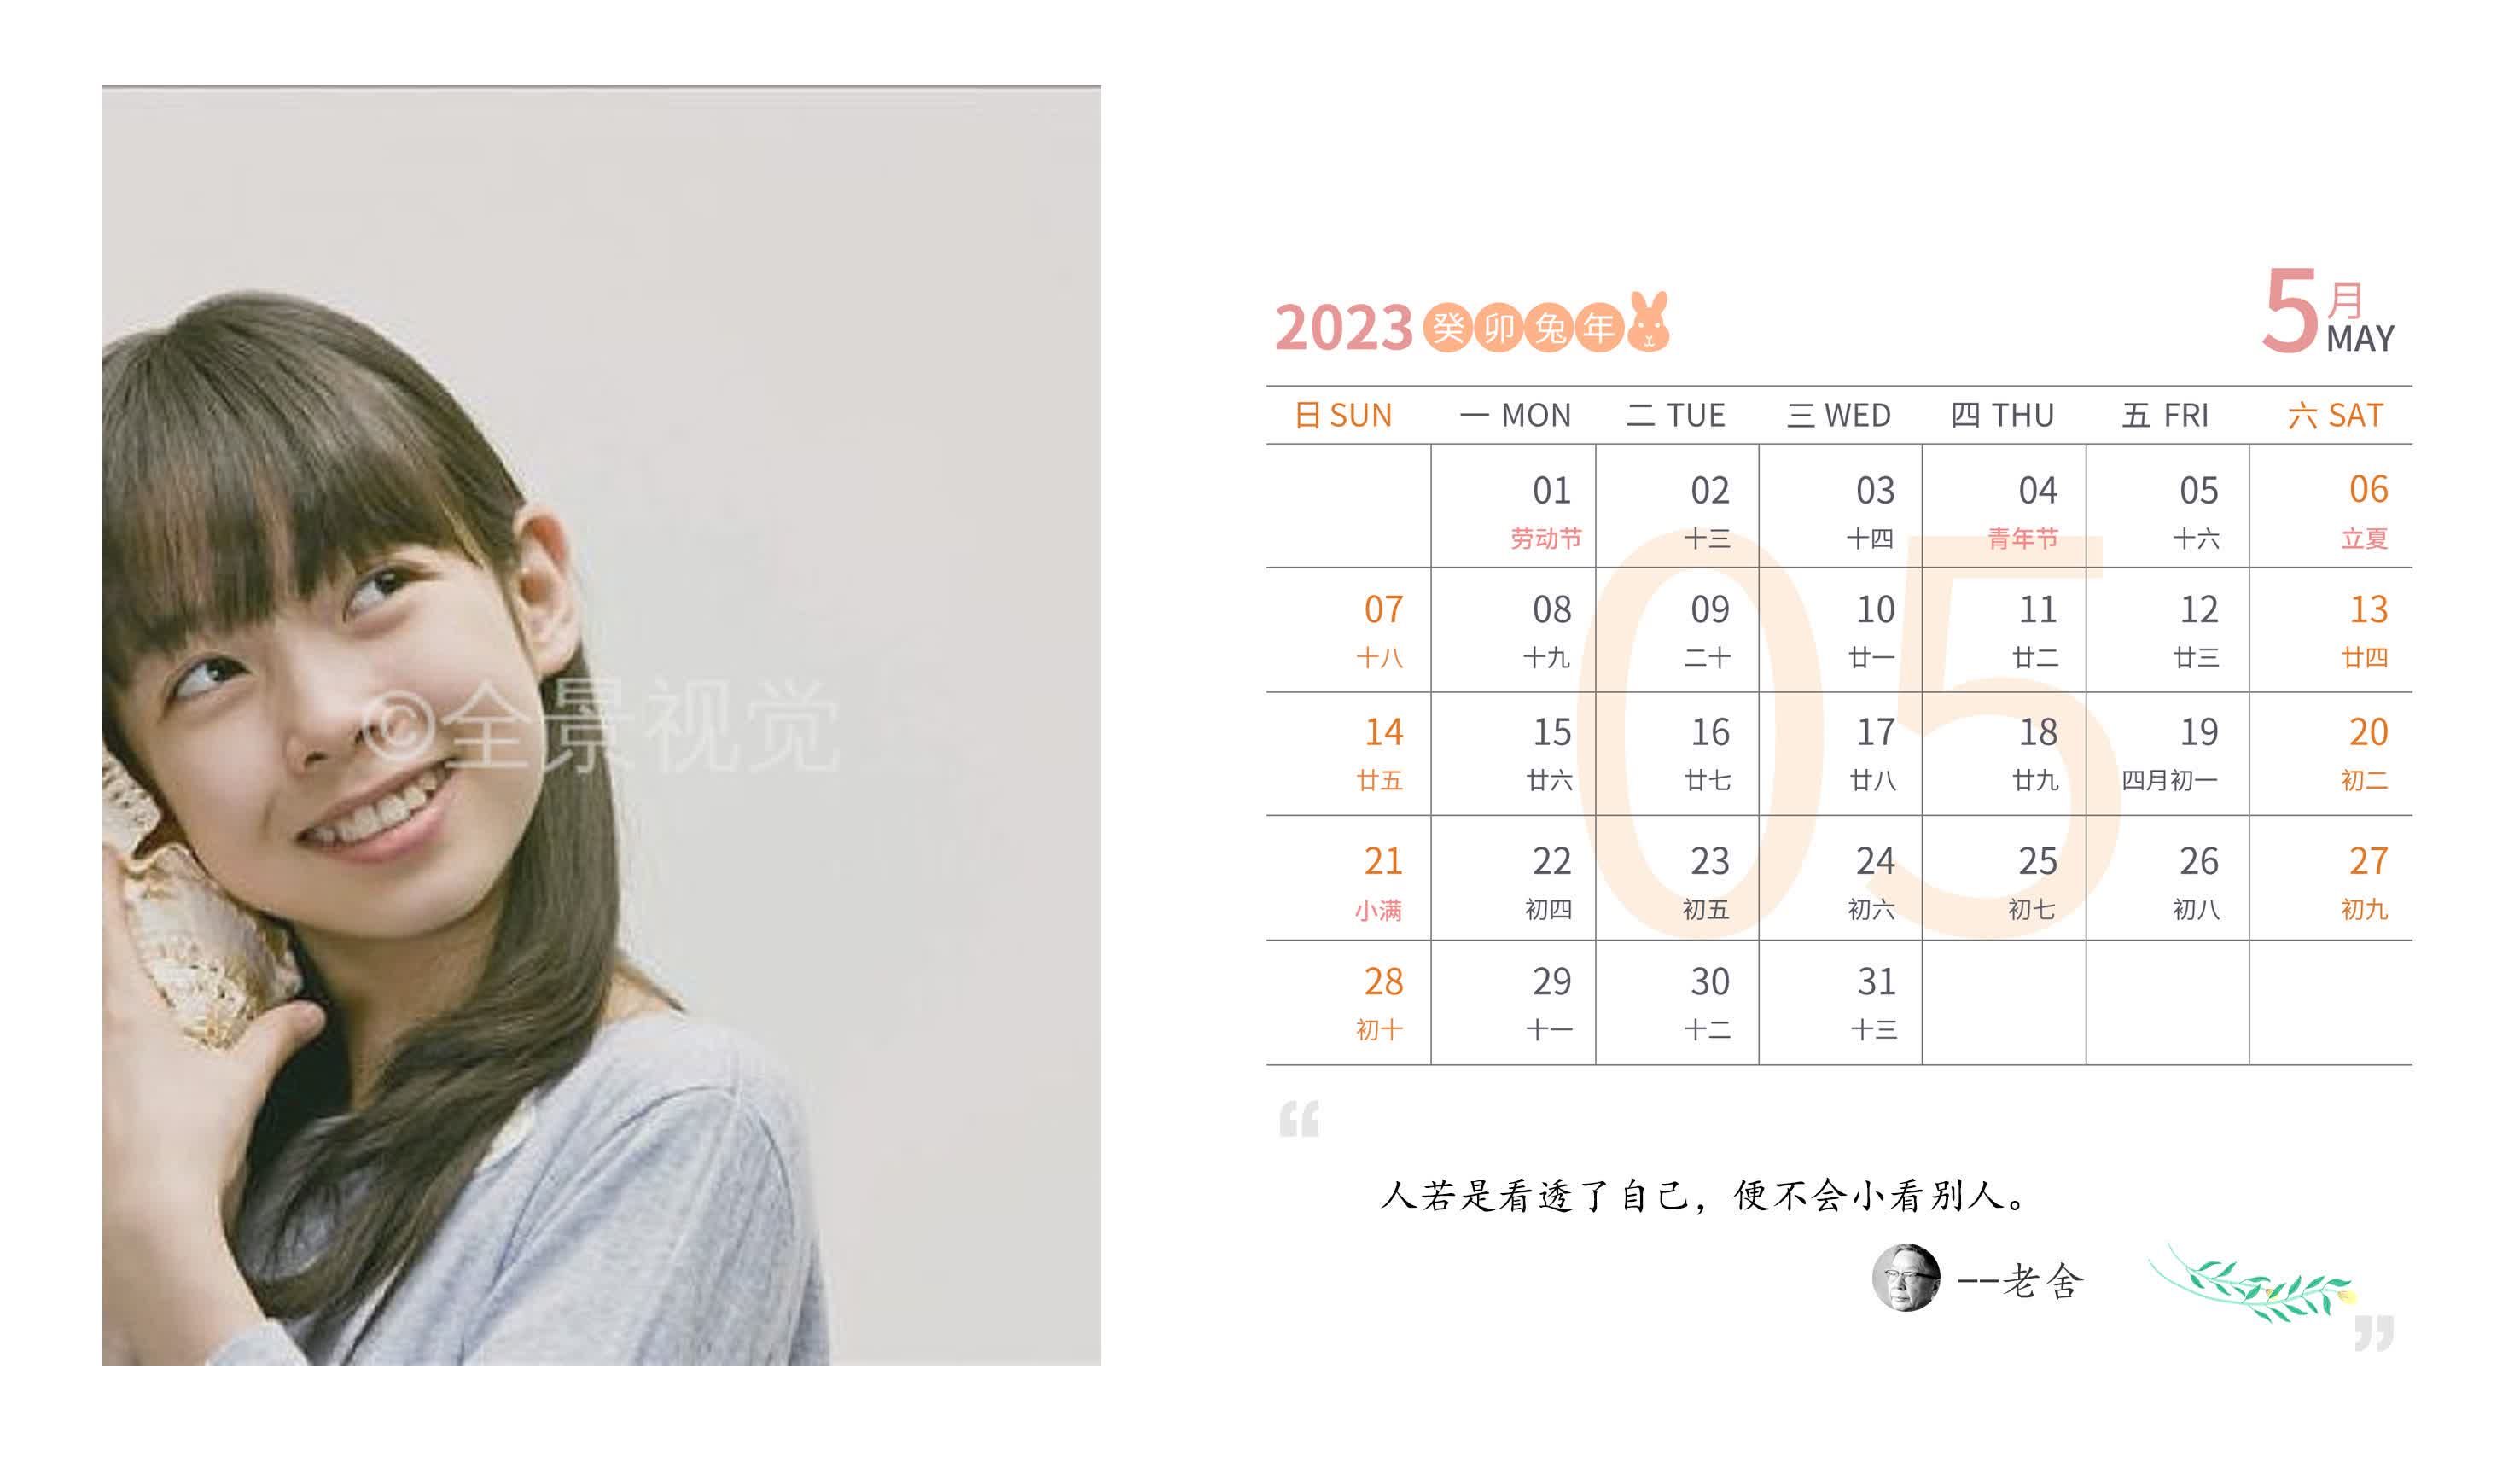 ©全景视觉
2023 癸卯兔年
5月
MAY
日 SUN 一 MON 二 TUE 三 WED 四 THU 五 FRI 六 SAT
01 02 03 04 05 06
劳动节 十三 十四 青年节 十六 立夏
07 08 09 10 11 12 13
十八 十九 二十 廿一 廿二 廿三 廿四
14 15 16 17 18 19 20
廿五 廿六 廿七 廿八 廿九 四月初一 初二
21 22 23 24 25 26 27
小满 初四 初五 初六 初七 初八 初九
28 29 30 31
初十 十一 十二 十三
05
“
人若是看透了自己，便不会小看别人。
--老舍
”